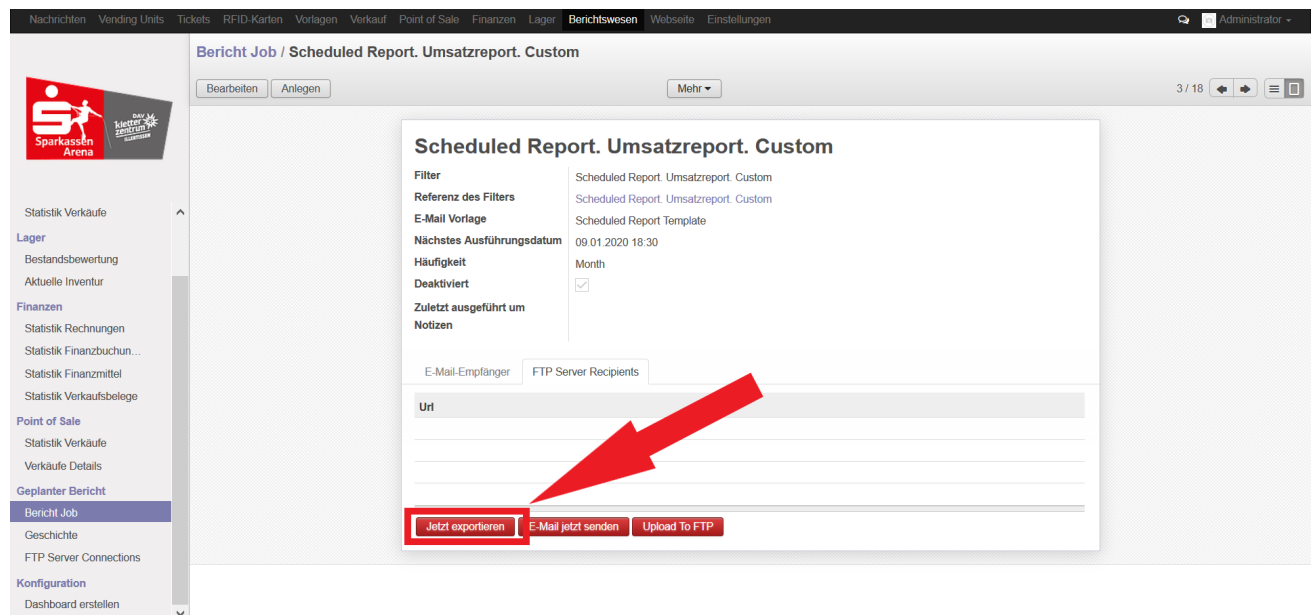 Nachrichten Vending Units Tickets RFID-Karten Vorlagen Verkauf Point of Sale Finanzen Lager Berichtswesen Webseite Einstellungen Administrator
Bericht Job / Scheduled Report. Umsatzreport. Custom
Bearbeiten Anlegen Mehr 3 / 18
Sparkassen
Arena
DAV
kletter
zentrum
ILLERTISSEN
Statistik Verkäufe
Lager
Bestandsbewertung
Aktuelle Inventur
Finanzen
Statistik Rechnungen
Statistik Finanzbuchun...
Statistik Finanzmittel
Statistik Verkaufsbelege
Point of Sale
Statistik Verkäufe
Verkäufe Details
Geplanter Bericht
Bericht Job
Geschichte
FTP Server Connections
Konfiguration
Dashboard erstellen
Scheduled Report. Umsatzreport. Custom
Filter Scheduled Report. Umsatzreport. Custom
Referenz des Filters Scheduled Report. Umsatzreport. Custom
E-Mail Vorlage Scheduled Report Template
Nächstes Ausführungsdatum 09.01.2020 18:30
Häufigkeit Month
Deaktiviert
Zuletzt ausgeführt um
Notizen
E-Mail-Empfänger FTP Server Recipients
Url
Jetzt exportieren E-Mail jetzt senden Upload To FTP